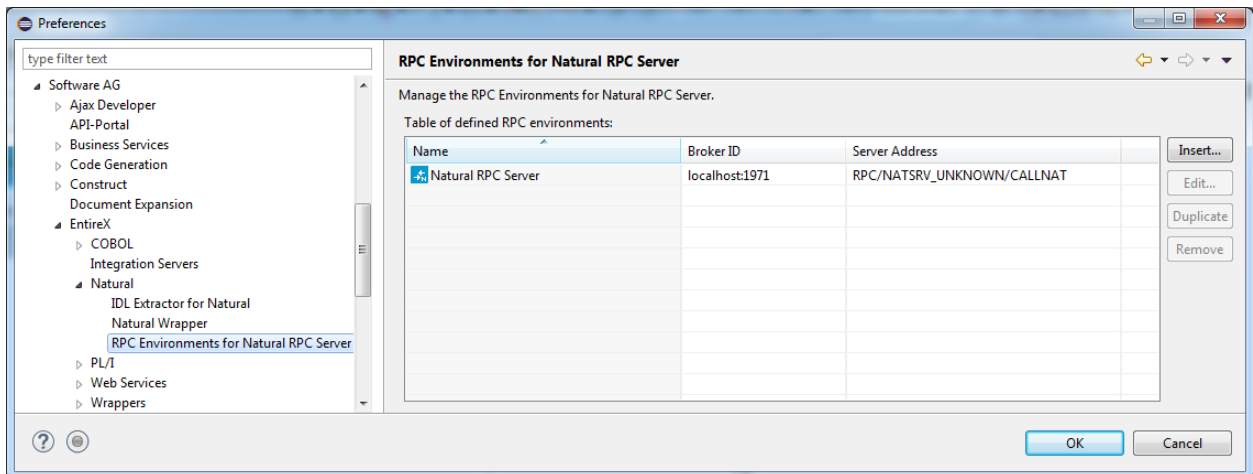 Preferences
type filter text
Software AG
Ajax Developer
API-Portal
Business Services
Code Generation
Construct
Document Expansion
EntireX
COBOL
Integration Servers
Natural
IDL Extractor for Natural
Natural Wrapper
RPC Environments for Natural RPC Server
PL/I
Web Services
Wrappers
RPC Environments for Natural RPC Server
Manage the RPC Environments for Natural RPC Server.
Table of defined RPC environments:
Name Broker ID Server Address
Natural RPC Server localhost:1971 RPC/NATSRV_UNKNOWN/CALLNAT
Insert...
Edit...
Duplicate
Remove
OK Cancel